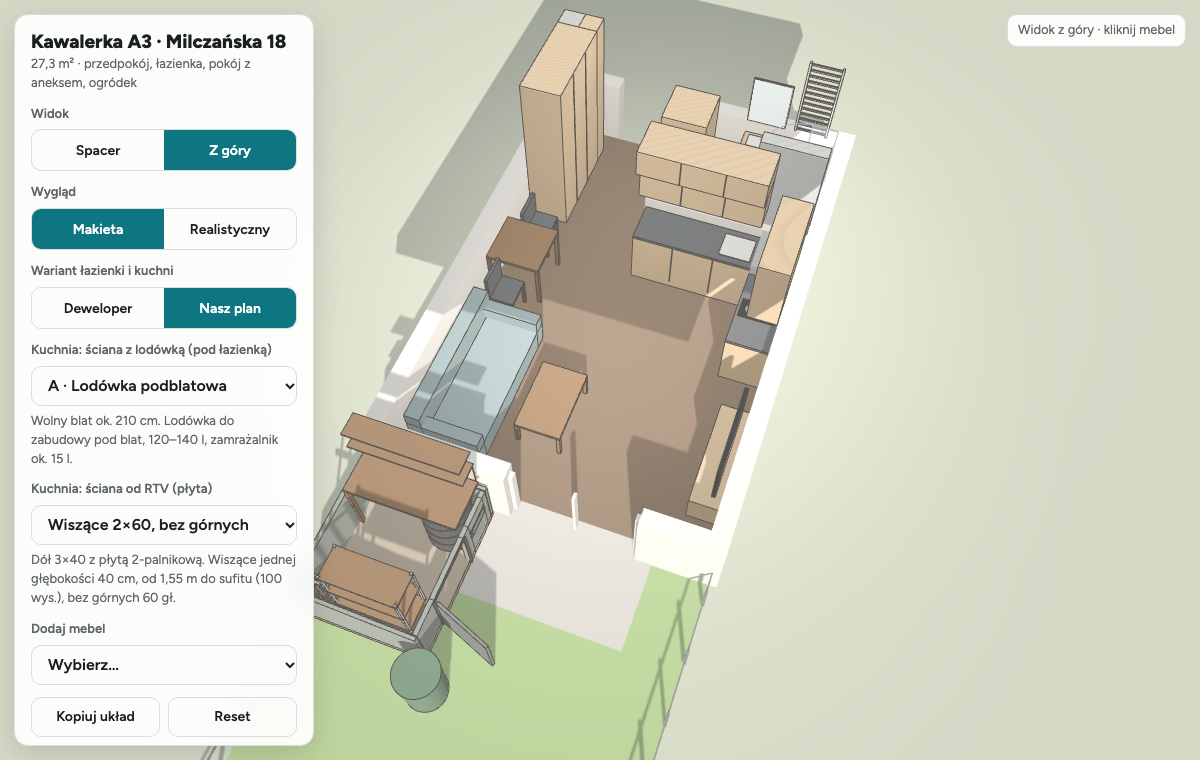 Kawalerka A3 · Milczańska 18
27,3 m² · przedpokój, łazienka, pokój z
aneksem, ogródek
Widok z góry · kliknij mebel
Widok
Spacer
Z góry
Wygląd
Makieta
Realistyczny
Wariant łazienki i kuchni
Deweloper
Nasz plan
Kuchnia: ściana z lodówką (pod łazienką)
A · Lodówka podblatowa
Wolny blat ok. 210 cm. Lodówka do
zabudowy pod blat, 120–140 l, zamrażalnik
ok. 15 l.
Kuchnia: ściana od RTV (płyta)
Wiszące 2×60, bez górnych
Dół 3×40 z płytą 2-palnikową. Wiszące jednej
głębokości 40 cm, od 1,55 m do sufitu (100
wys.), bez górnych 60 gł.
Dodaj mebel
Wybierz...
Kopiuj układ
Reset